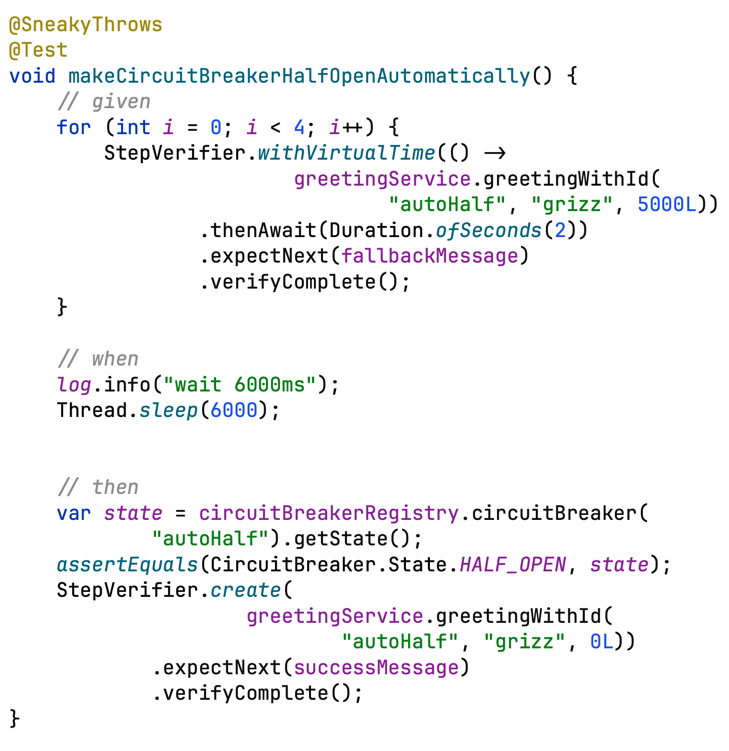 @SneakyThrows
@Test
void makeCircuitBreakerHalfOpenAutomatically() {
    // given
    for (int i = 0; i < 4; i++) {
        StepVerifier.withVirtualTime(() ->
                        greetingService.greetingWithId(
                                "autoHalf", "grizz", 5000L))
                .thenAwait(Duration.ofSeconds(2))
                .expectNext(fallbackMessage)
                .verifyComplete();
    }

    // when
    log.info("wait 6000ms");
    Thread.sleep(6000);


    // then
    var state = circuitBreakerRegistry.circuitBreaker(
            "autoHalf").getState();
    assertEquals(CircuitBreaker.State.HALF_OPEN, state);
    StepVerifier.create(
                    greetingService.greetingWithId(
                            "autoHalf", "grizz", 0L))
            .expectNext(successMessage)
            .verifyComplete();
}